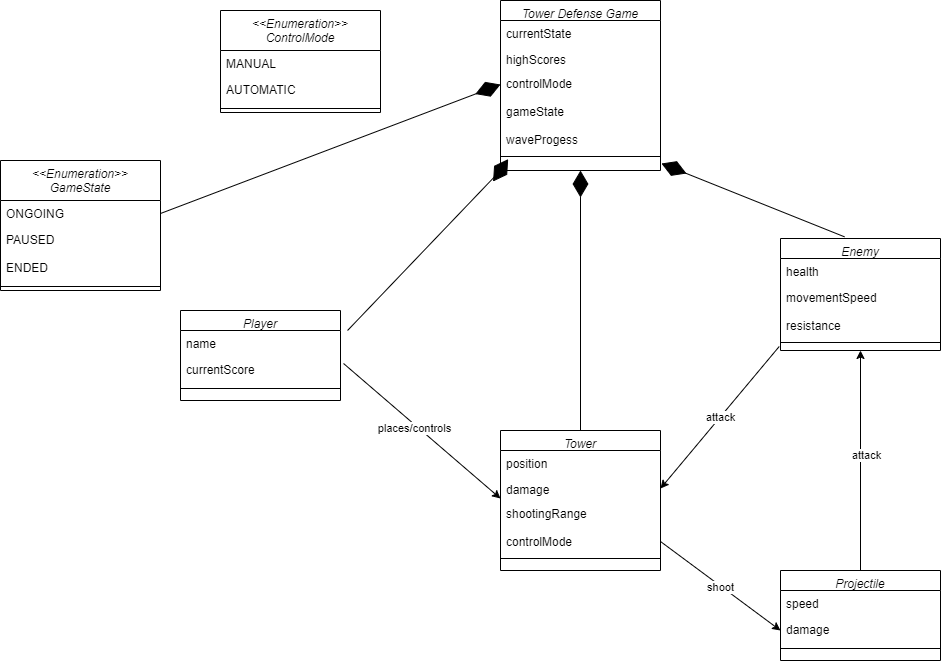 <<Enumeration>>
ControlMode
MANUAL
AUTOMATIC
Tower Defense Game
currentState
highScores
controlMode
gameState
waveProgess
<<Enumeration>>
GameState
ONGOING
PAUSED
ENDED
Enemy
health
movementSpeed
resistance
Player
name
currentScore
places/controls
attack
Tower
position
damage
shootingRange
controlMode
attack
shoot
Projectile
speed
damage